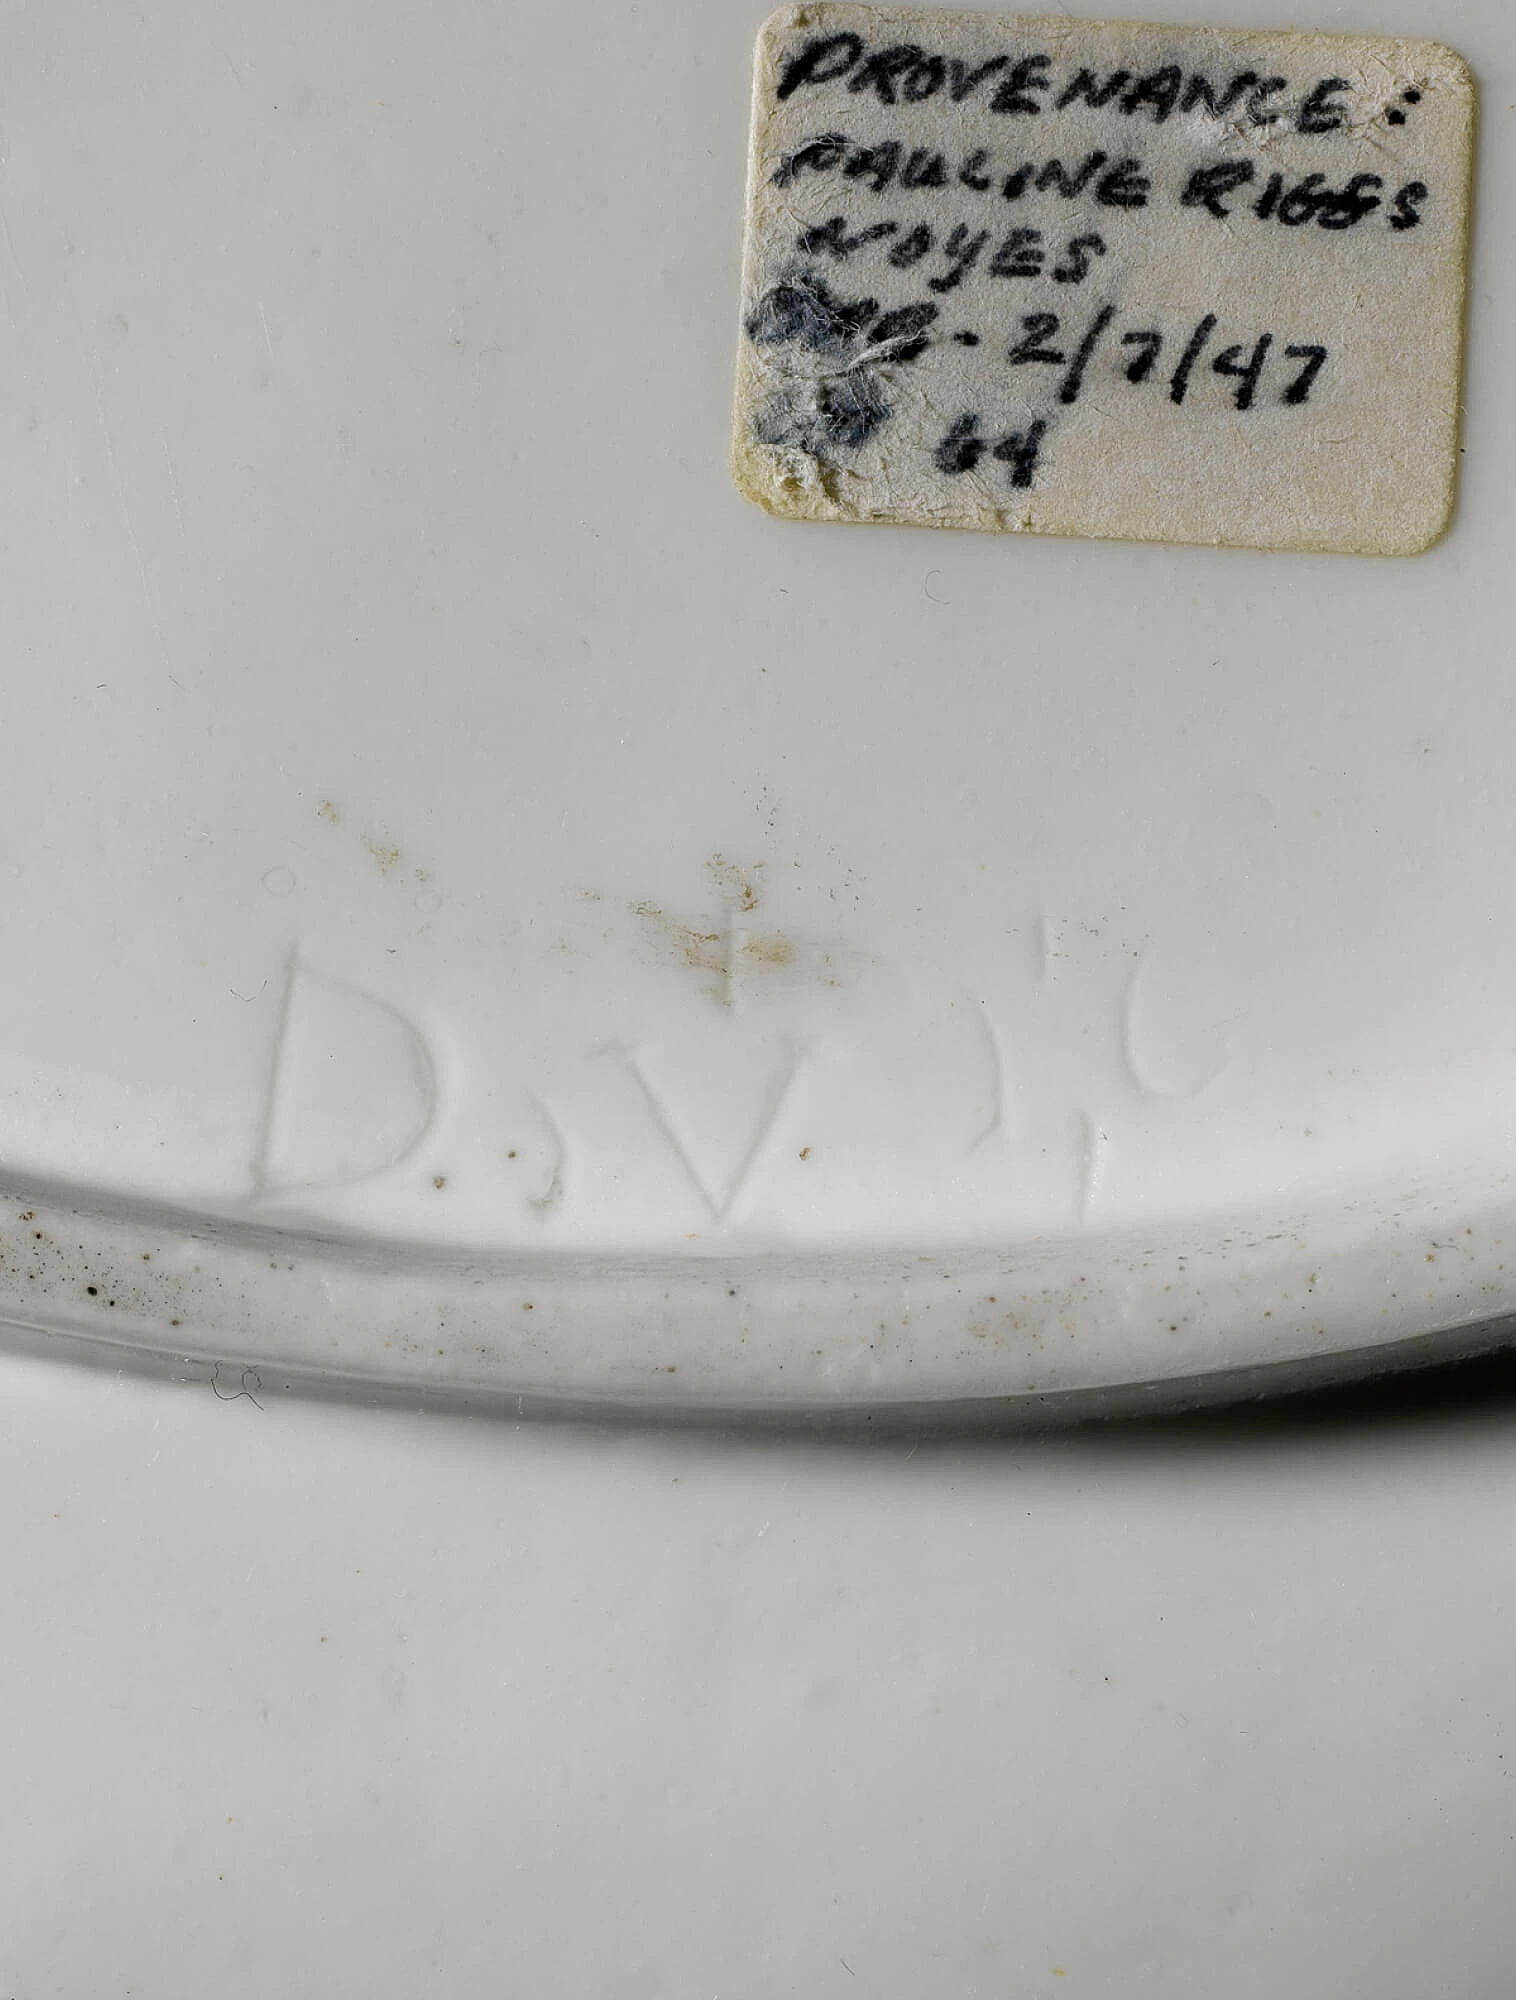 PROVENANCE:
PAULINE RIGGS
NOYES
- 2/7/47
64
D.,V